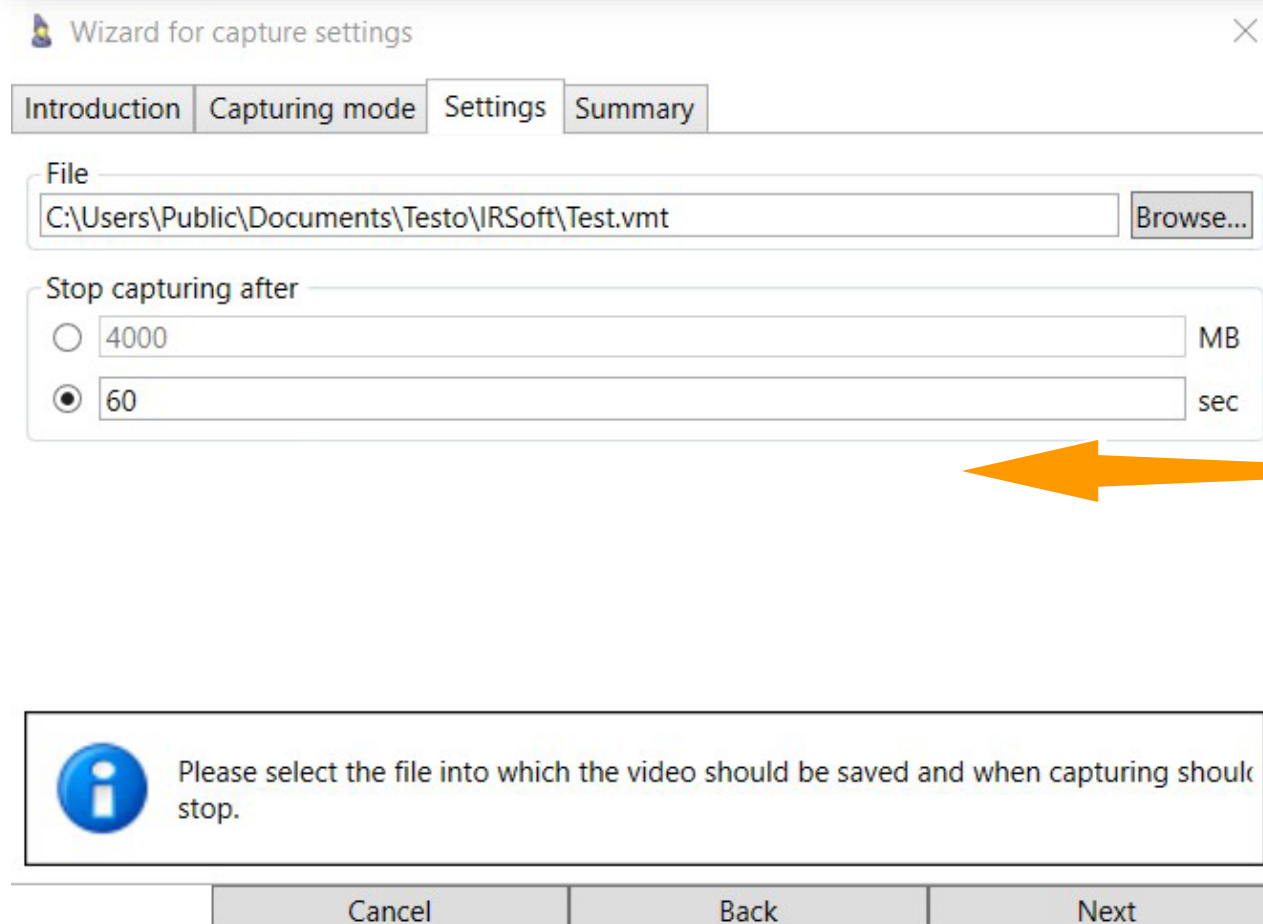 Wizard for capture settings
Introduction Capturing mode Settings Summary
File
C:\Users\Public\Documents\Testo\IRSoft\Test.vmt Browse...
Stop capturing after
4000 MB
60 sec
Please select the file into which the video should be saved and when capturing should
stop.
Cancel Back Next